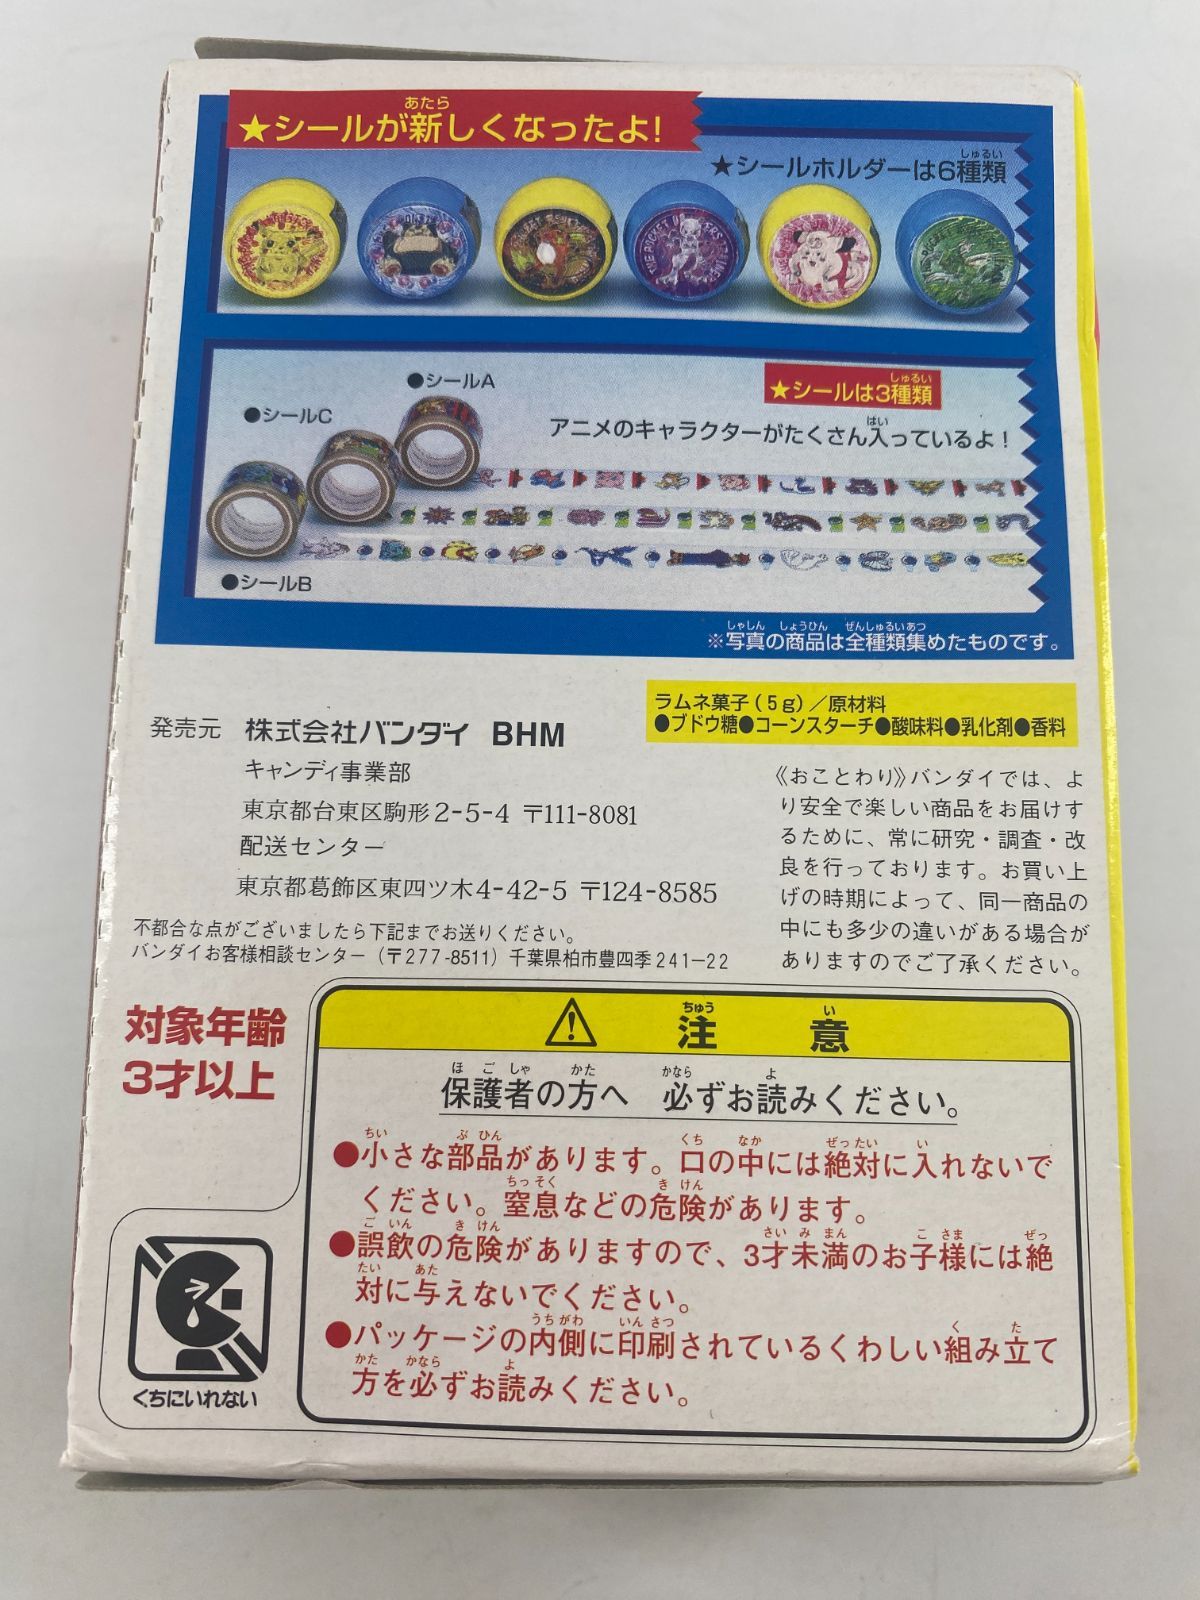 ★シールが新しくなったよ!
★シールホルダーは6種類
●シールA
●シールC
★シールは3種類
アニメのキャラクターがたくさん入っているよ!
●シールB
※写真の商品は全種類集めたものです。
ラムネ菓子(5g)/原材料
●ブドウ糖●コーンスターチ●酸味料●乳化剤●香料
発売元 株式会社バンダイ BHM
キャンディ事業部
東京都台東区駒形2-5-4 〒111-8081
配送センター
東京都葛飾区東四ツ木4-42-5 〒124-8585
不都合な点がございましたら下記までお送りください。
バンダイお客様相談センター(〒277-8511)千葉県柏市豊四季241-22
《おことわり》バンダイでは、よ
り安全で楽しい商品をお届けす
るために、常に研究・調査・改
良を行っております。お買い上
げの時期によって、同一商品の
中にも多少の違いがある場合が
ありますのでご了承ください。
対象年齢
3才以上
⚠ 注意
保護者の方へ 必ずお読みください。
●小さな部品があります。口の中には絶対に入れないで
ください。窒息などの危険があります。
●誤飲の危険がありますので、3才未満のお子様には絶
対に与えないでください。
●パッケージの内側に印刷されているくわしい組み立て
方を必ずお読みください。
くちにいれない